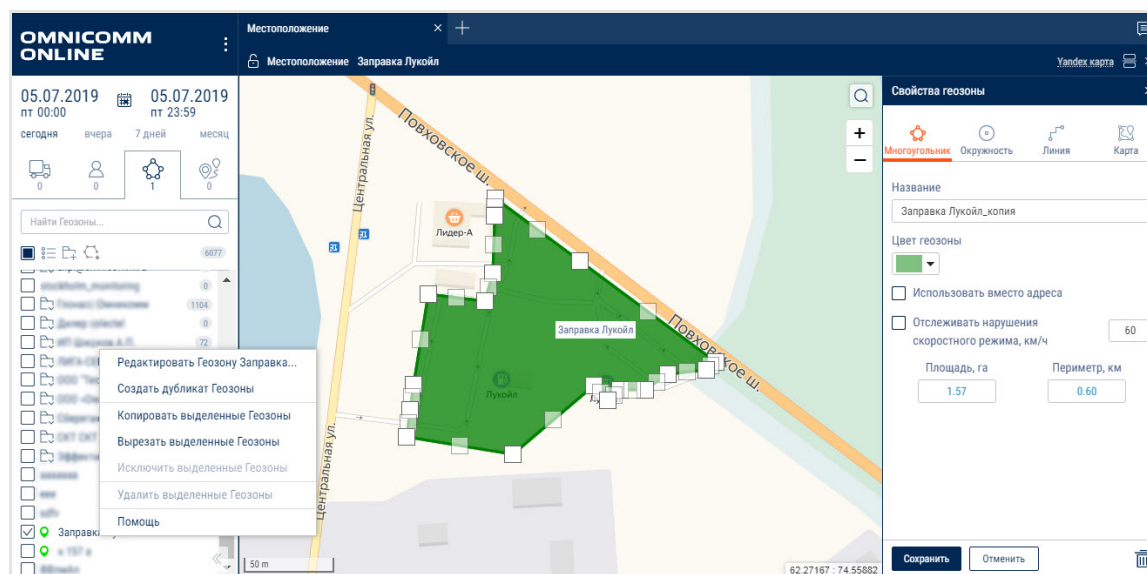 OMNICOMM
ONLINE
Местоположение
Местоположение Заправка Лукойл
Yandex карта
05.07.2019
05.07.2019
пт 00:00
пт 23:59
сегодня
вчера
7 дней
месяц
0
0
1
0
Найти Геозоны...
6077
0
1104
0
72
Редактировать Геозону Заправка...
Создать дубликат Геозоны
Копировать выделенные Геозоны
Вырезать выделенные Геозоны
Исключить выделенные Геозоны
Удалить выделенные Геозоны
Помощь
Заправка
Повховское ш.
Центральная ул.
Лидер-А
Заправка Лукойл
Повховское ш.
Лукойл
Центральная ул.
50 m
62.27167 : 74.55882
Свойства геозоны
Многоугольник
Окружность
Линия
Карта
Название
Заправка Лукойл_копия
Цвет геозоны
Использовать вместо адреса
Отслеживать нарушения
скоростного режима, км/ч
60
Площадь, га
Периметр, км
1.57
0.60
Сохранить
Отменить